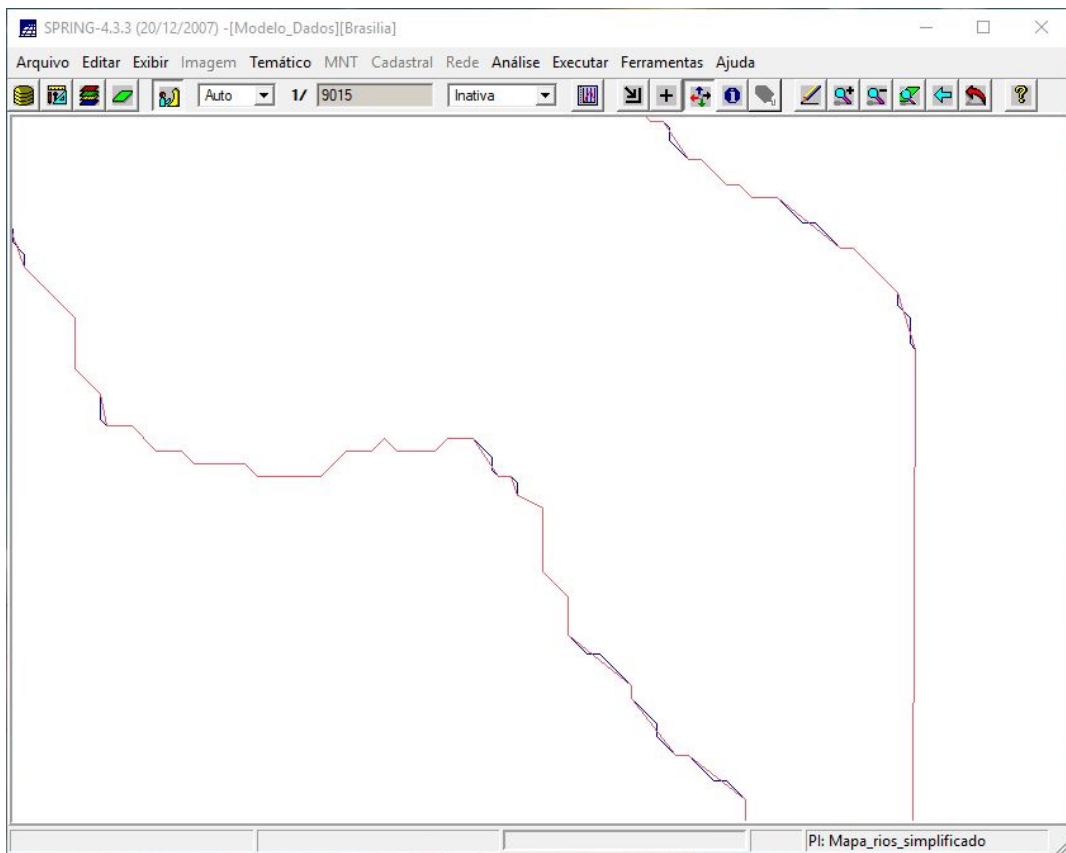 SPRING-4.3.3 (20/12/2007) -[Modelo_Dados][Brasilia]
Arquivo Editar Exibir Imagem Temático MNT Cadastral Rede Análise Executar Ferramentas Ajuda
Auto 1/ 9015 Inativa
PI: Mapa_rios_simplificado